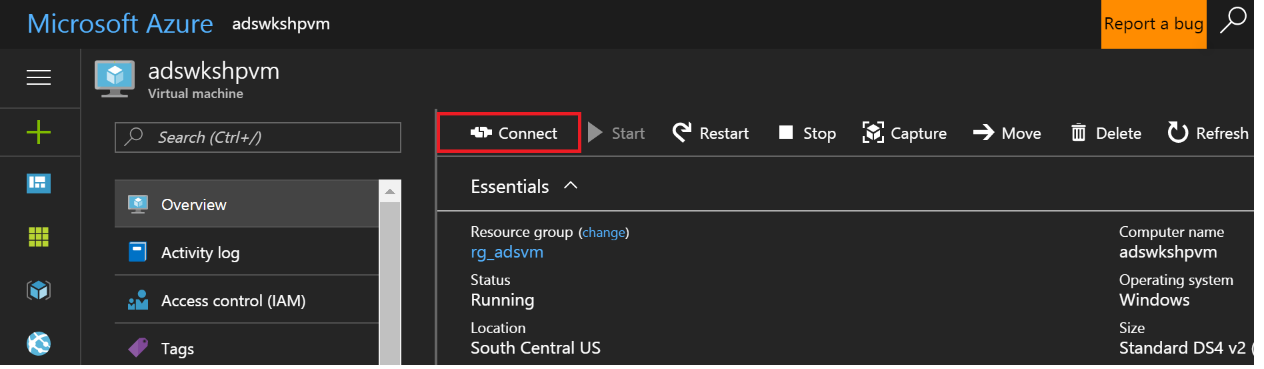 Microsoft Azure adswkshpvm
Report a bug
adswkshpvm
Virtual machine
Search (Ctrl+/)
Overview
Activity log
Access control (IAM)
Tags
Connect Start Restart Stop Capture Move Delete Refresh
Essentials
Resource group (change)
rg_adsvm
Status
Running
Location
South Central US
Computer name
adswkshpvm
Operating system
Windows
Size
Standard DS4 v2 (